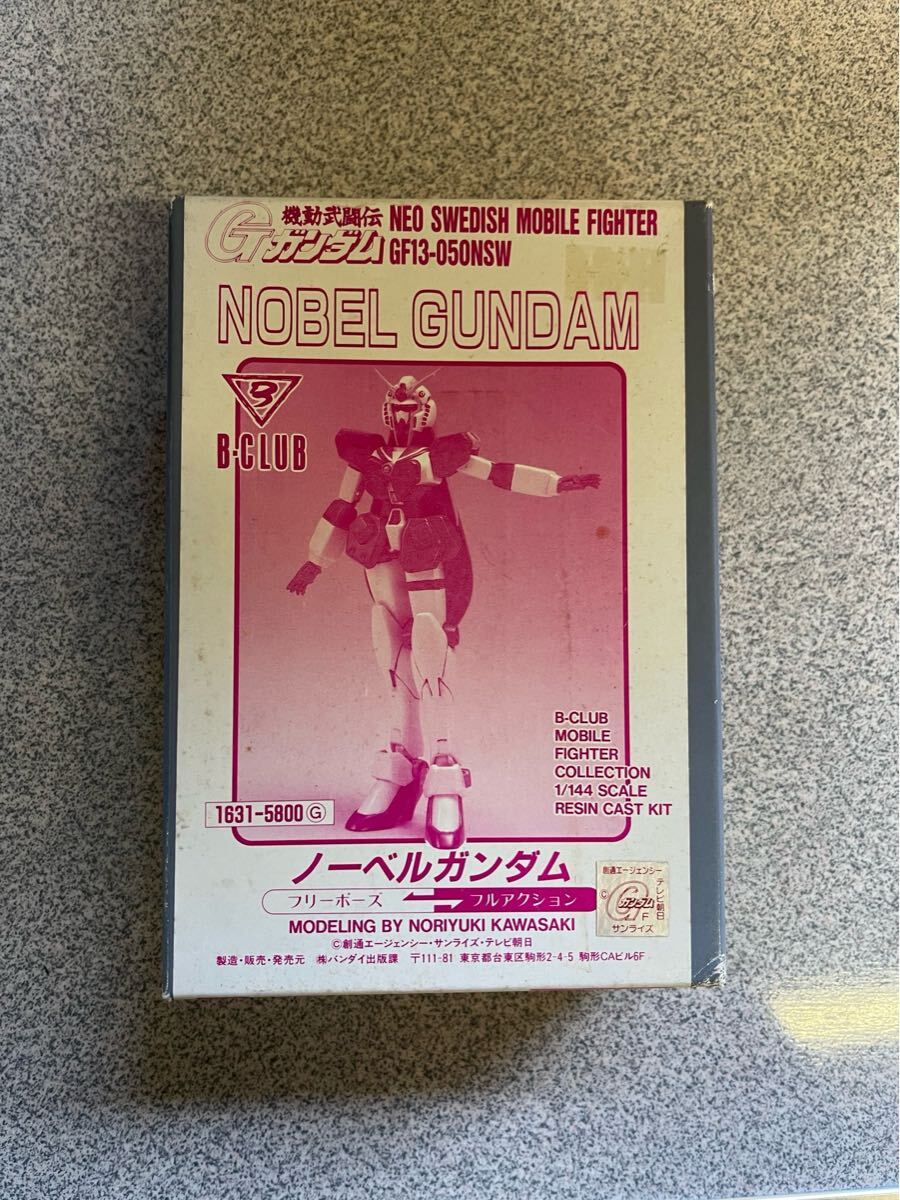 機動武闘伝
Gガンダム
NEO SWEDISH MOBILE FIGHTER
GF13-050NSW
NOBEL GUNDAM
B
B-CLUB
B-CLUB
MOBILE
FIGHTER
COLLECTION
1/144 SCALE
RESIN CAST KIT
1631-5800 G
ノーベルガンダム
フリーポーズ フルアクション
MODELING BY NORIYUKI KAWASAKI
©創通エージェンシー・サンライズ・テレビ朝日
製造・販売・発売元 ㈱バンダイ出版課 〒111-81 東京都台東区駒形2-4-5 駒形CAビル6F
創通エージェンシー
テレビ朝日
©
Gガンダム
F
サンライズ